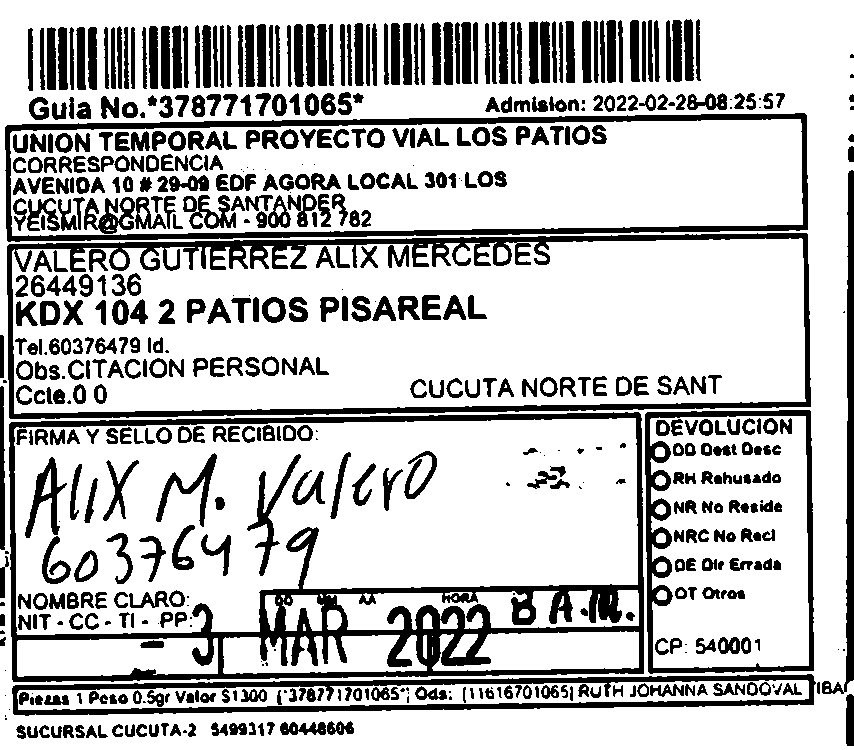 Guia No.*378771701065*
Admision: 2022-02-28-08:25:57
UNION TEMPORAL PROYECTO VIAL LOS PATIOS
CORRESPONDENCIA
AVENIDA 10 # 29-09 EDF AGORA LOCAL 301 LOS
CUCUTA NORTE DE SANTANDER
YEISMIR@GMAIL COM - 900 812 782
VALERO GUTIERREZ ALIX MERCEDES
26449136
KDX 104 2 PATIOS PISAREAL
Tel.60376479 Id.
Obs.CITACION PERSONAL
Ccte.0 0
CUCUTA NORTE DE SANT
FIRMA Y SELLO DE RECIBIDO:
Alix M. Valero
60376479
NOMBRE CLARO:
NIT - CC - TI - PP:
DD MM AA HORA
3 MAR 2022 8 A.M.
DEVOLUCION
DD Dest Desc
RH Rehusado
NR No Reside
NRC No Recl
DE Dir Errada
OT Otros
CP: 540001
Piezas 1 Peso 0.5gr Valor $1300 (*378771701065*; Ods: (11616701065) RUTH JOHANNA SANDOVAL IBA
SUCURSAL CUCUTA-2 5499317 60448606